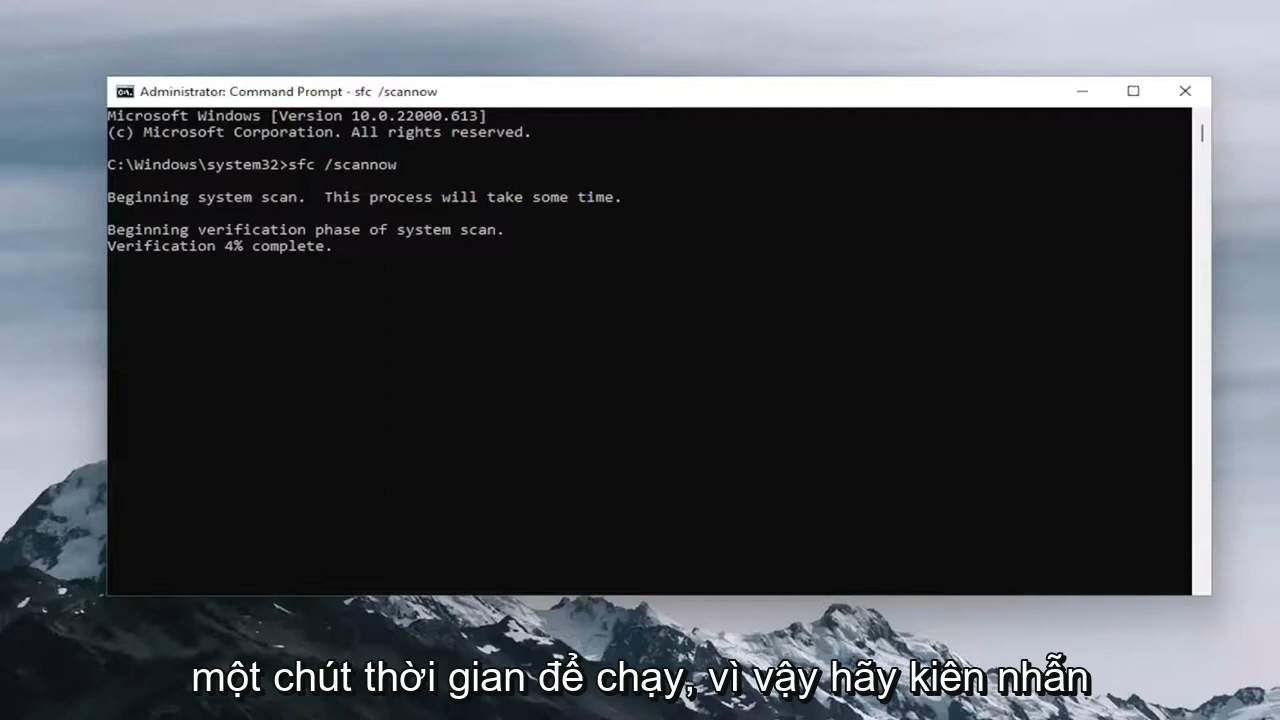 Administrator: Command Prompt - sfc  /scannow
Microsoft Windows [Version 10.0.22000.613]
(c) Microsoft Corporation. All rights reserved.
C:\Windows\system32>sfc /scannow
Beginning system scan.  This process will take some time.
Beginning verification phase of system scan.
Verification 4% complete.
một chút thời gian để chạy, vì vậy hãy kiên nhẫn